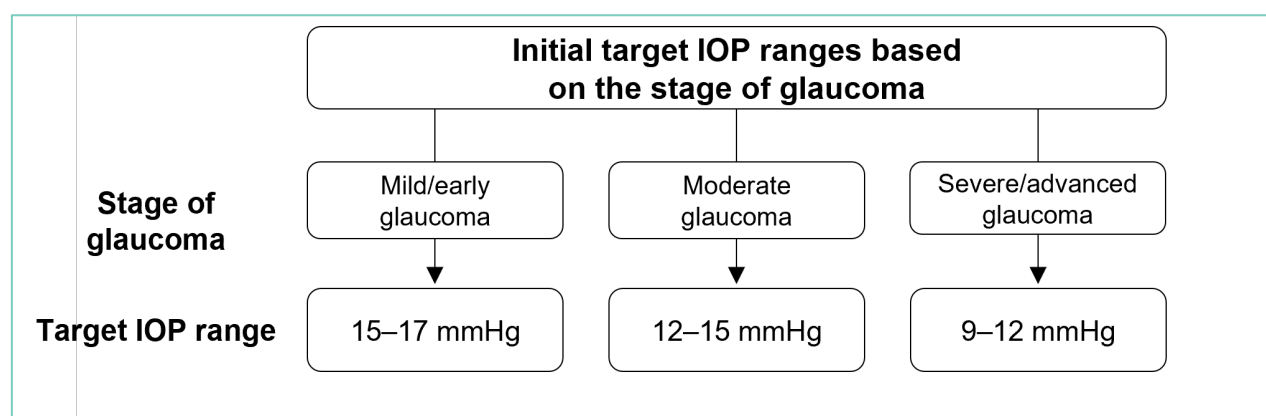 Initial target IOP ranges based
on the stage of glaucoma
Stage of
glaucoma
Mild/early
glaucoma
Moderate
glaucoma
Severe/advanced
glaucoma
Target IOP range
15–17 mmHg
12–15 mmHg
9–12 mmHg